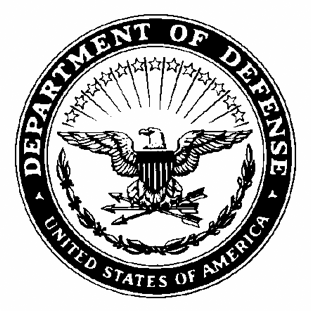 DEPARTMENT OF DEFENSE
UNITED STATES OF AMERICA